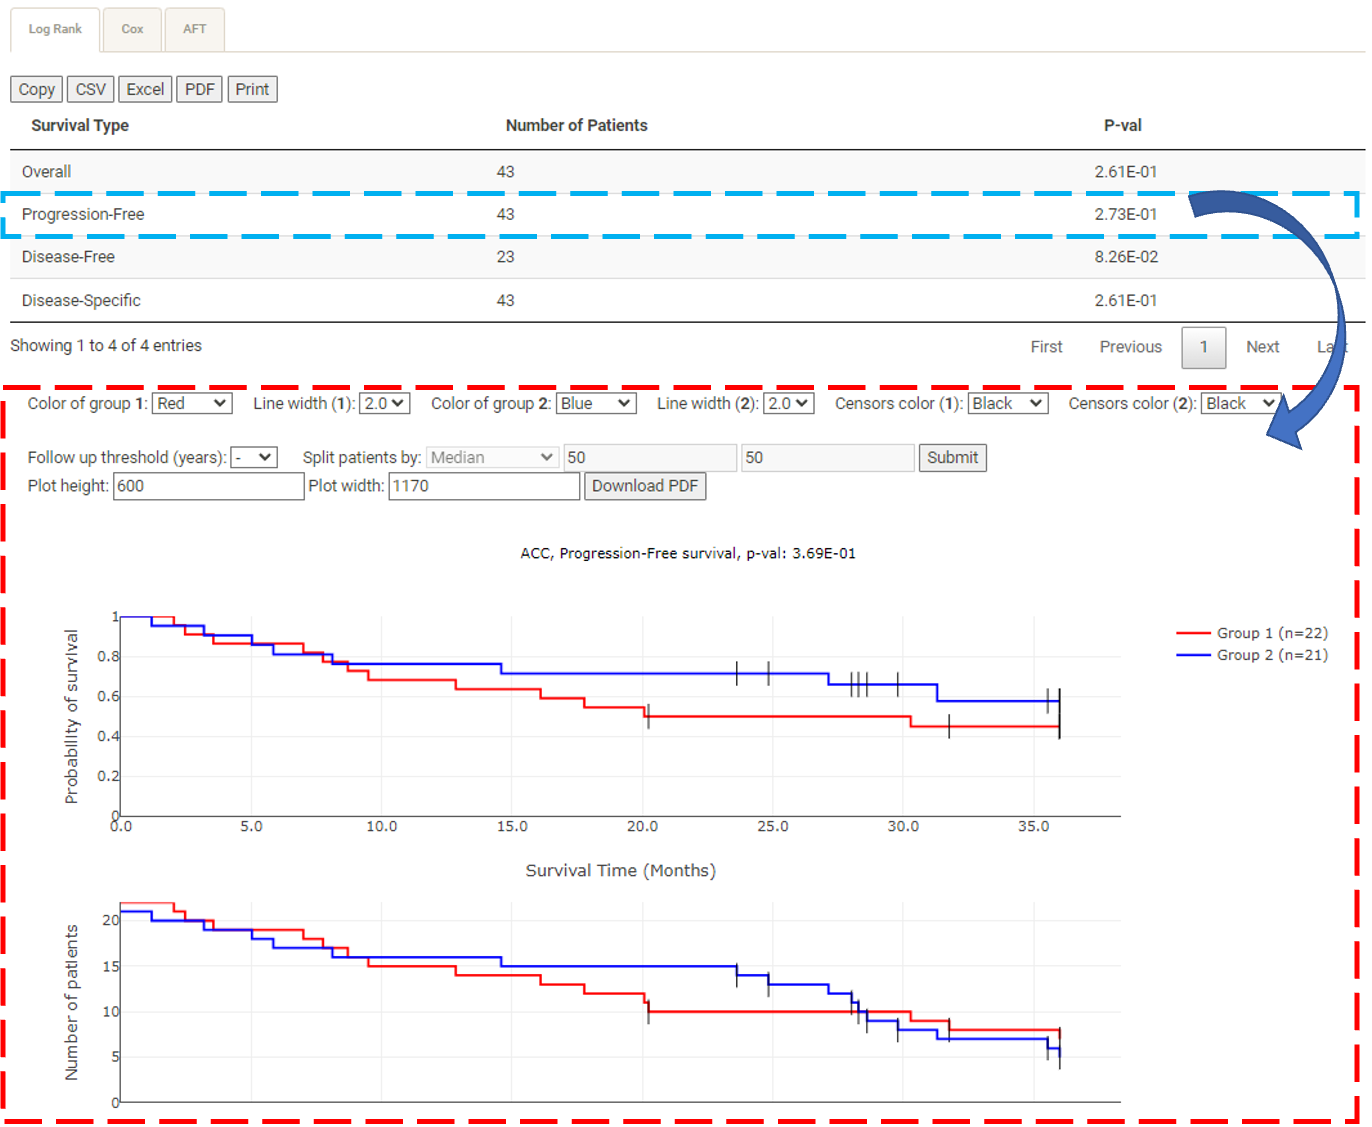 Log Rank Cox AFT
Copy CSV Excel PDF Print
Survival Type Number of Patients P-val
Overall 43 2.61E-01
Progression-Free 43 2.73E-01
Disease-Free 23 8.26E-02
Disease-Specific 43 2.61E-01
Showing 1 to 4 of 4 entries First Previous 1 Next
Color of group 1: Red Line width (1): 2.0 Color of group 2: Blue Line width (2): 2.0 Censors color (1): Black Censors color (2): Black
Follow up threshold (years): - Split patients by: Median 50 50 Submit
Plot height: 600 Plot width: 1170 Download PDF
ACC, Progression-Free survival, p-val: 3.69E-01
Probability of survival
1
0.8
0.6
0.4
0.2
0
0.0 5.0 10.0 15.0 20.0 25.0 30.0 35.0
Survival Time (Months)
Group 1 (n=22)
Group 2 (n=21)
Number of patients
20
15
10
5
0